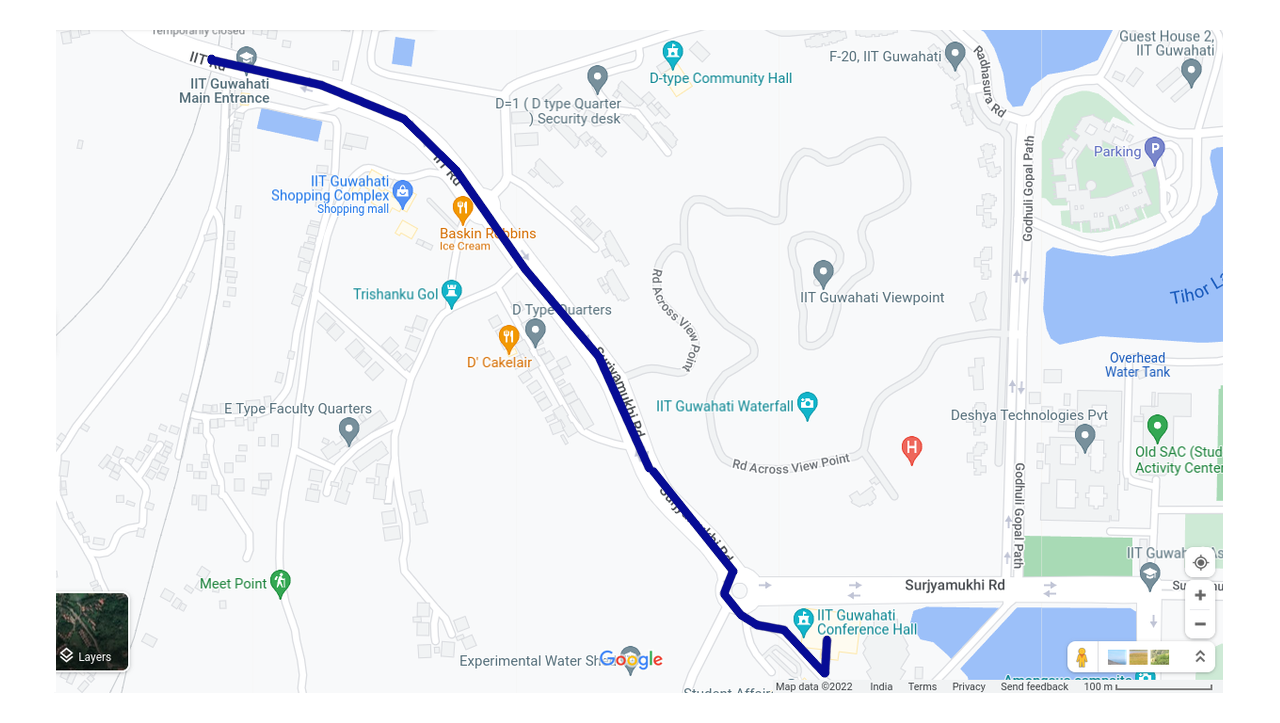 Temporarily closed
IIT Rd
IIT Guwahati
Main Entrance
D-type Community Hall
D=1 ( D type Quarter
) Security desk
F-20, IIT Guwahati
Radhasura Rd
Guest House 2,
IIT Guwahati
Parking
Godhuli Gopal Path
IIT Guwahati
Shopping Complex
Shopping mall
IIT Rd
Baskin Robbins
Ice Cream
Trishanku Gol
D Type Quarters
D' Cakelair
Rd Across View Point
IIT Guwahati Viewpoint
Tihor
Overhead
Water Tank
E Type Faculty Quarters
Surjyamukhi Rd
IIT Guwahati Waterfall
H
Deshya Technologies Pvt
Old SAC (Stud
Activity Center
Rd Across View Point
Godhuli Gopal Path
Surjyamukhi Rd
Meet Point
Surjyamukhi Rd
IIT Guwahati
Conference Hall
Layers
Experimental Water
Google
Student Affair
Map data ©2022
India
Terms
Privacy
Send feedback
100 m